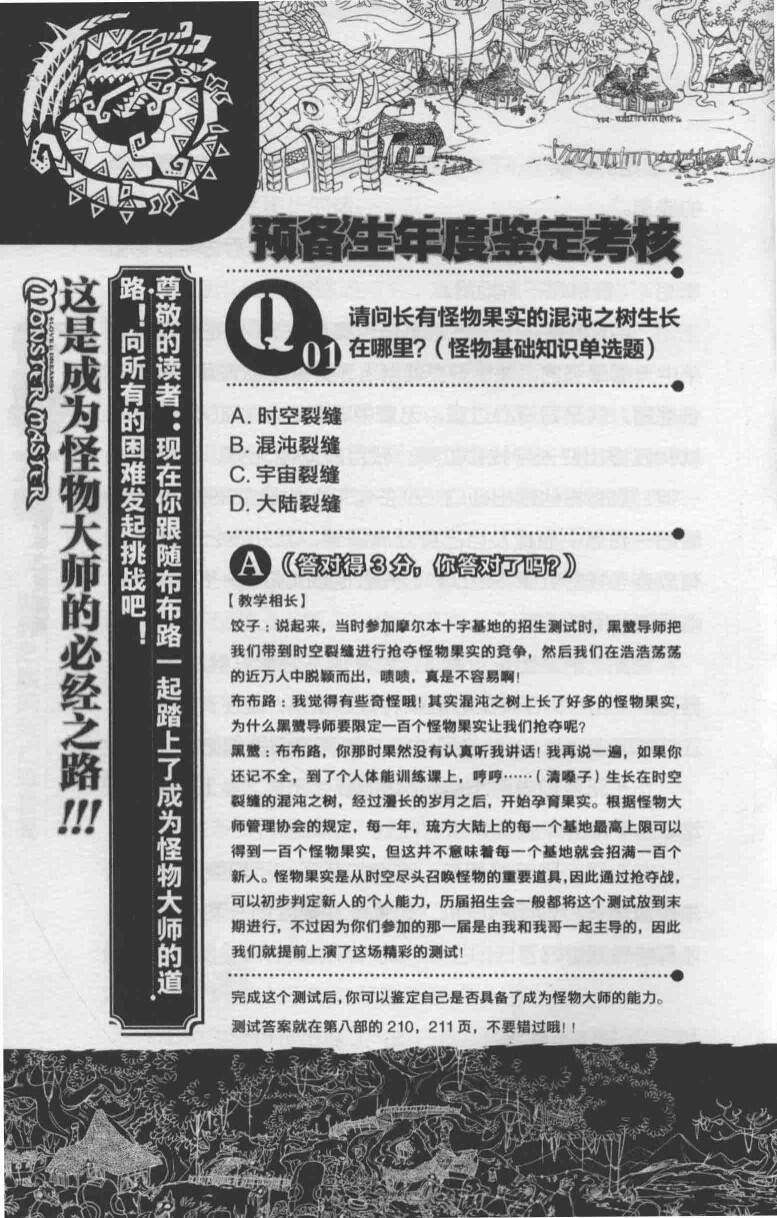 预备生年度鉴定考核
Q
01
请问长有怪物果实的混沌之树生长
在哪里？（怪物基础知识单选题）
A. 时空裂缝
B. 混沌裂缝
C. 宇宙裂缝
D. 大陆裂缝
A（答对得3分，你答对了吗？）
【教学相长】
饺子：说起来，当时参加摩尔本十字基地的招生测试时，黑鹭导师把
我们带到时空裂缝进行抢夺怪物果实的竞争，然后我们在浩浩荡荡
的近万人中脱颖而出，啧啧，真是不容易啊！
布布路：我觉得有些奇怪哦！其实混沌之树上长了好多的怪物果实，
为什么黑鹭导师要限定一百个怪物果实让我们抢夺呢？
黑鹭：布布路，你那时果然没有认真听我讲话！我再说一遍，如果你
还记不全，到了个人体能训练课上，哼哼……（清嗓子）生长在时空
裂缝的混沌之树，经过漫长的岁月之后，开始孕育果实。根据怪物大
师管理协会的规定，每一年，琉方大陆上的每一个基地最高上限可以
得到一百个怪物果实，但这并不意味着每一个基地就会招满一百个
新人。怪物果实是从时空尽头召唤怪物的重要道具，因此通过抢夺战，
可以初步判定新人的个人能力，历届招生会一般都将这个测试放到末
期进行，不过因为你们参加的那一届是由我和我哥一起主导的，因此
我们就提前上演了这场精彩的测试！
完成这个测试后，你可以鉴定自己是否具备了成为怪物大师的能力。
测试答案就在第八部的210，211页，不要错过哦！！
尊敬的读者：现在你跟随布布路一起踏上了成为怪物大师的道
路！向所有的困难发起挑战吧！
这是成为怪物大师的必经之路!!!
LOVE & DREAMS
MONSTER MASTER